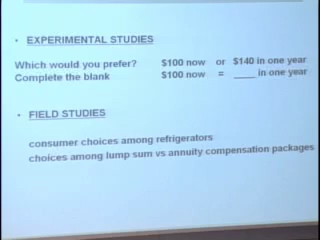 • EXPERIMENTAL STUDIES
Which would you prefer? $100 now or $140 in one year
Complete the blank $100 now = ____ in one year
• FIELD STUDIES
consumer choices among refrigerators
choices among lump sum vs annuity compensation packages